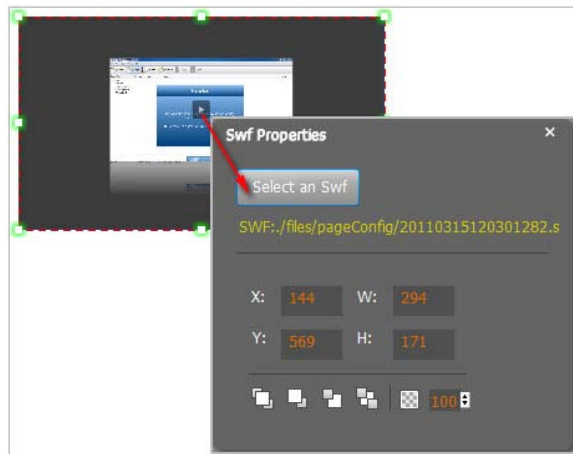 Swf Properties
Select an Swf
SWF:./files/pageConfig/20110315120301282.s
X: 144 W: 294
Y: 569 H: 171
100